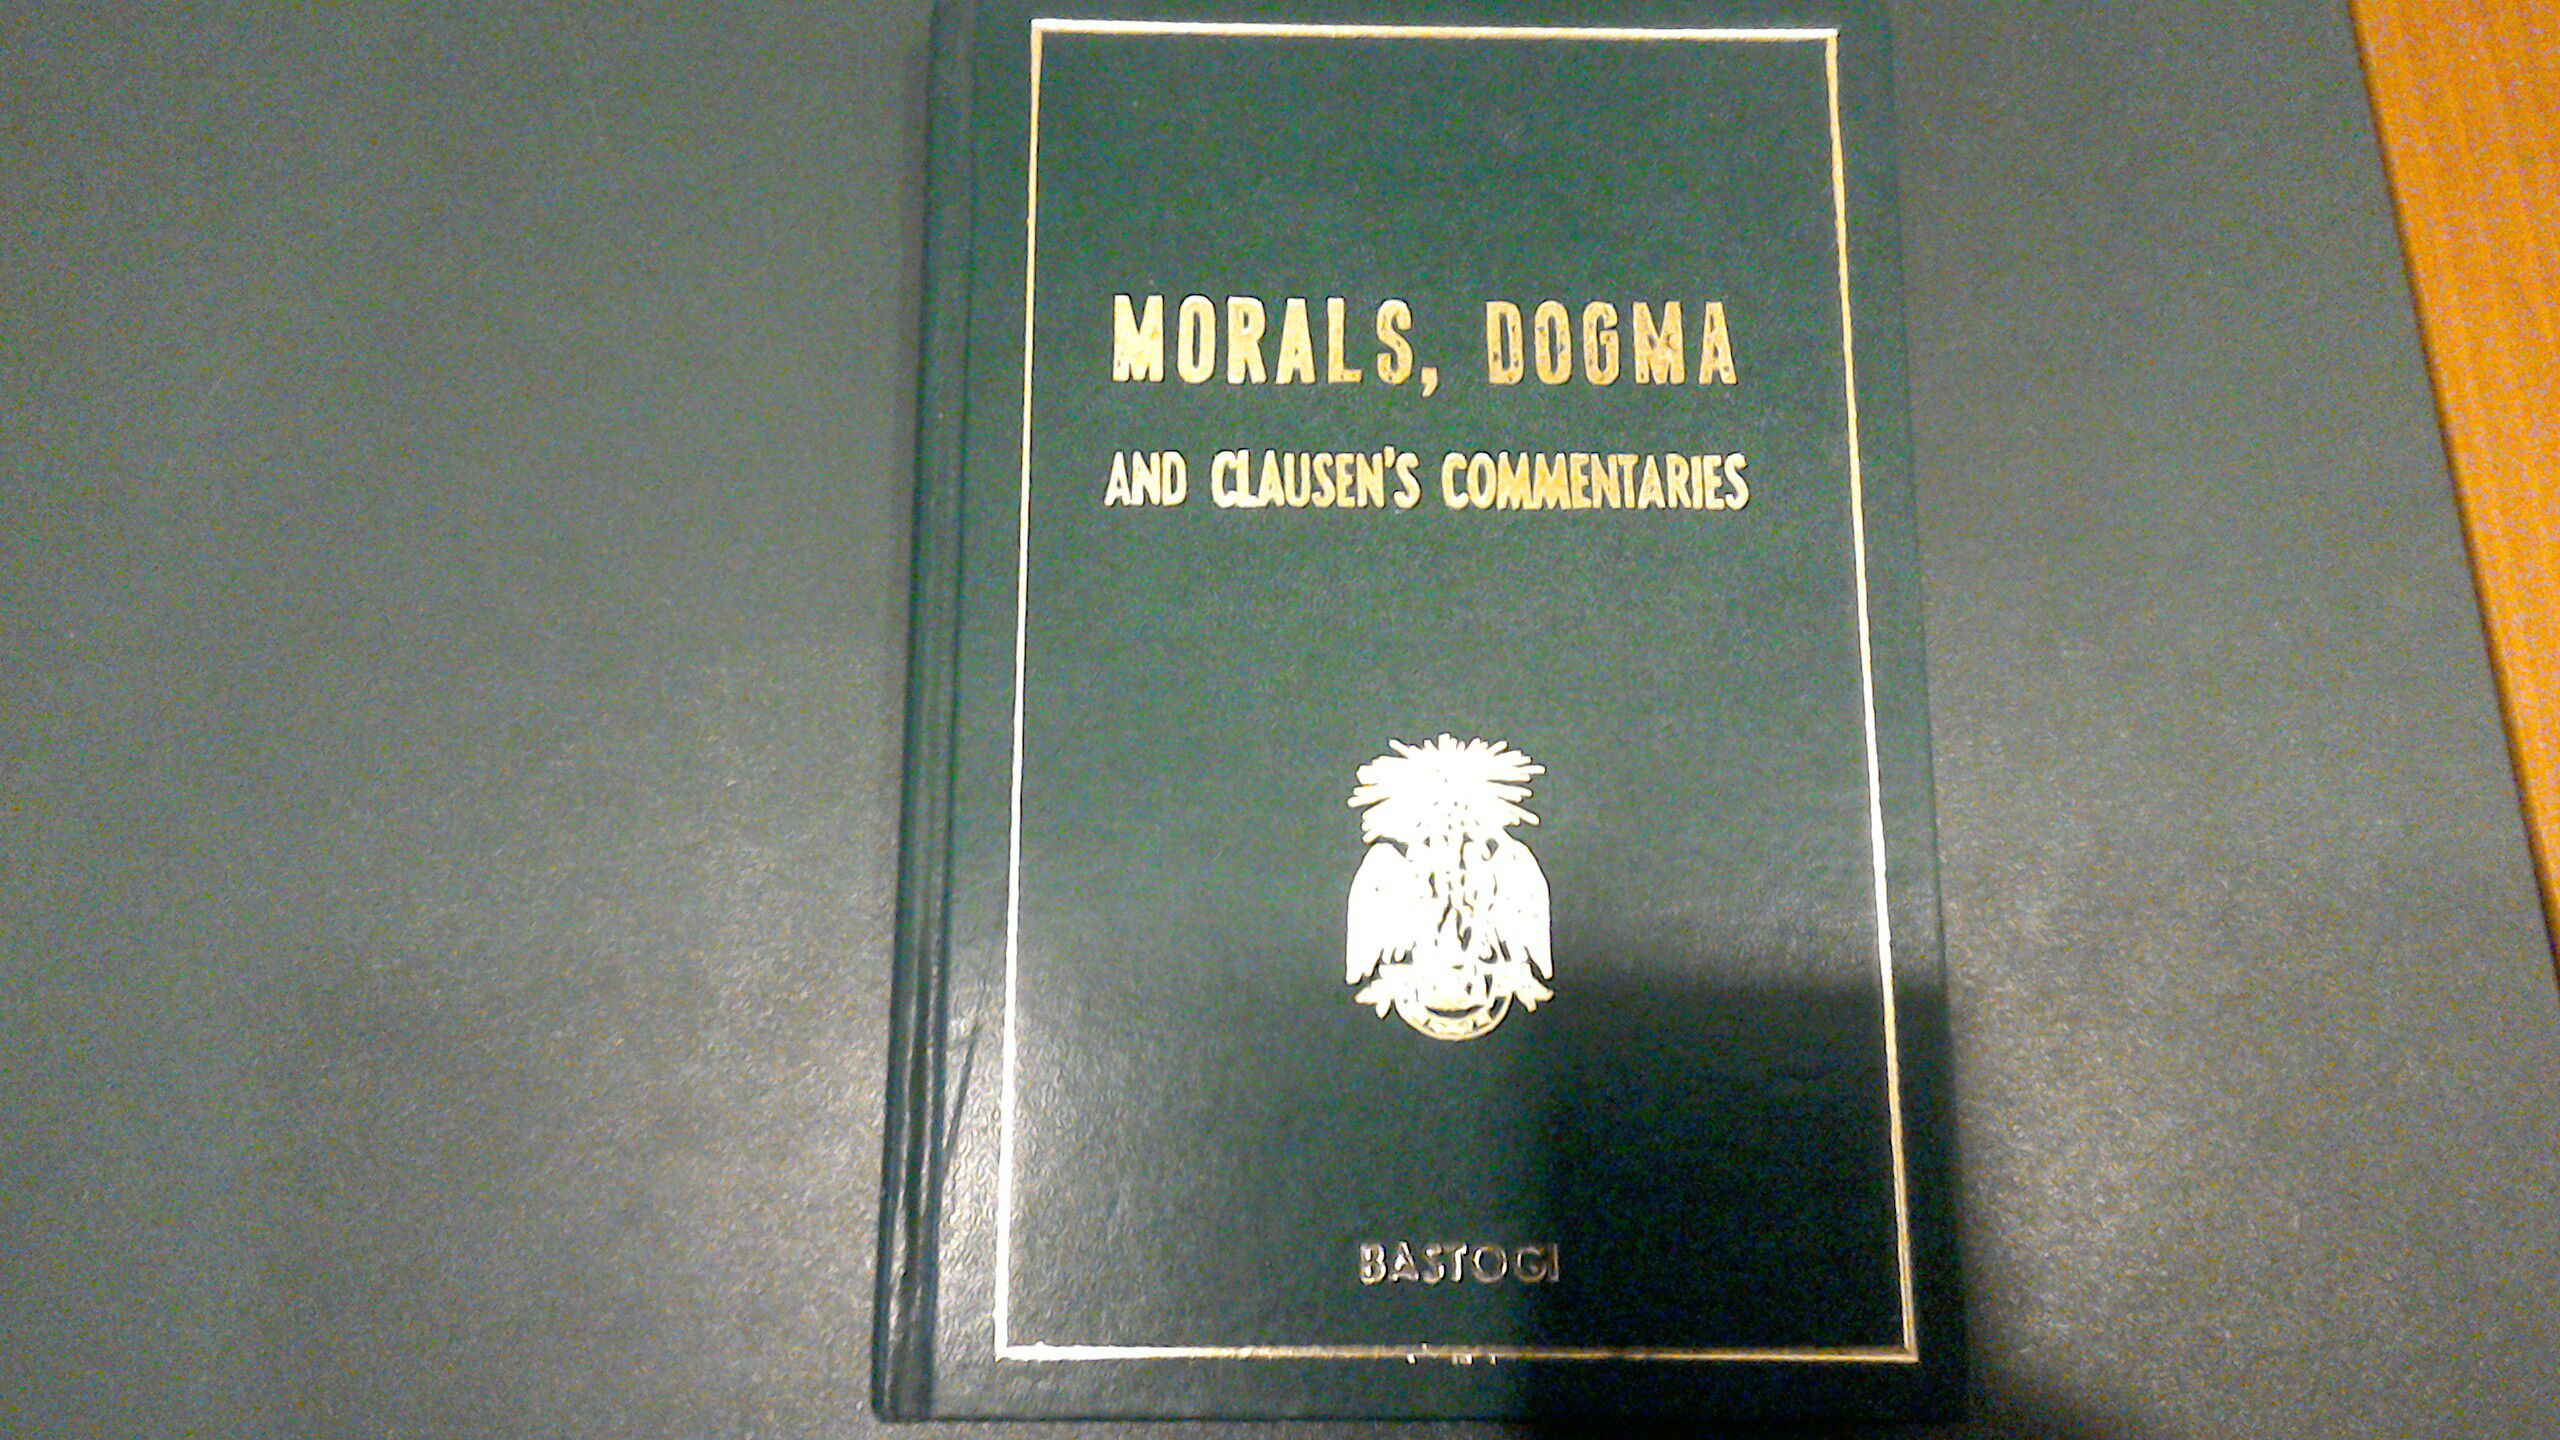 MORALS, DOGMA
AND CLAUSEN'S COMMENTARIES
BASTOGI